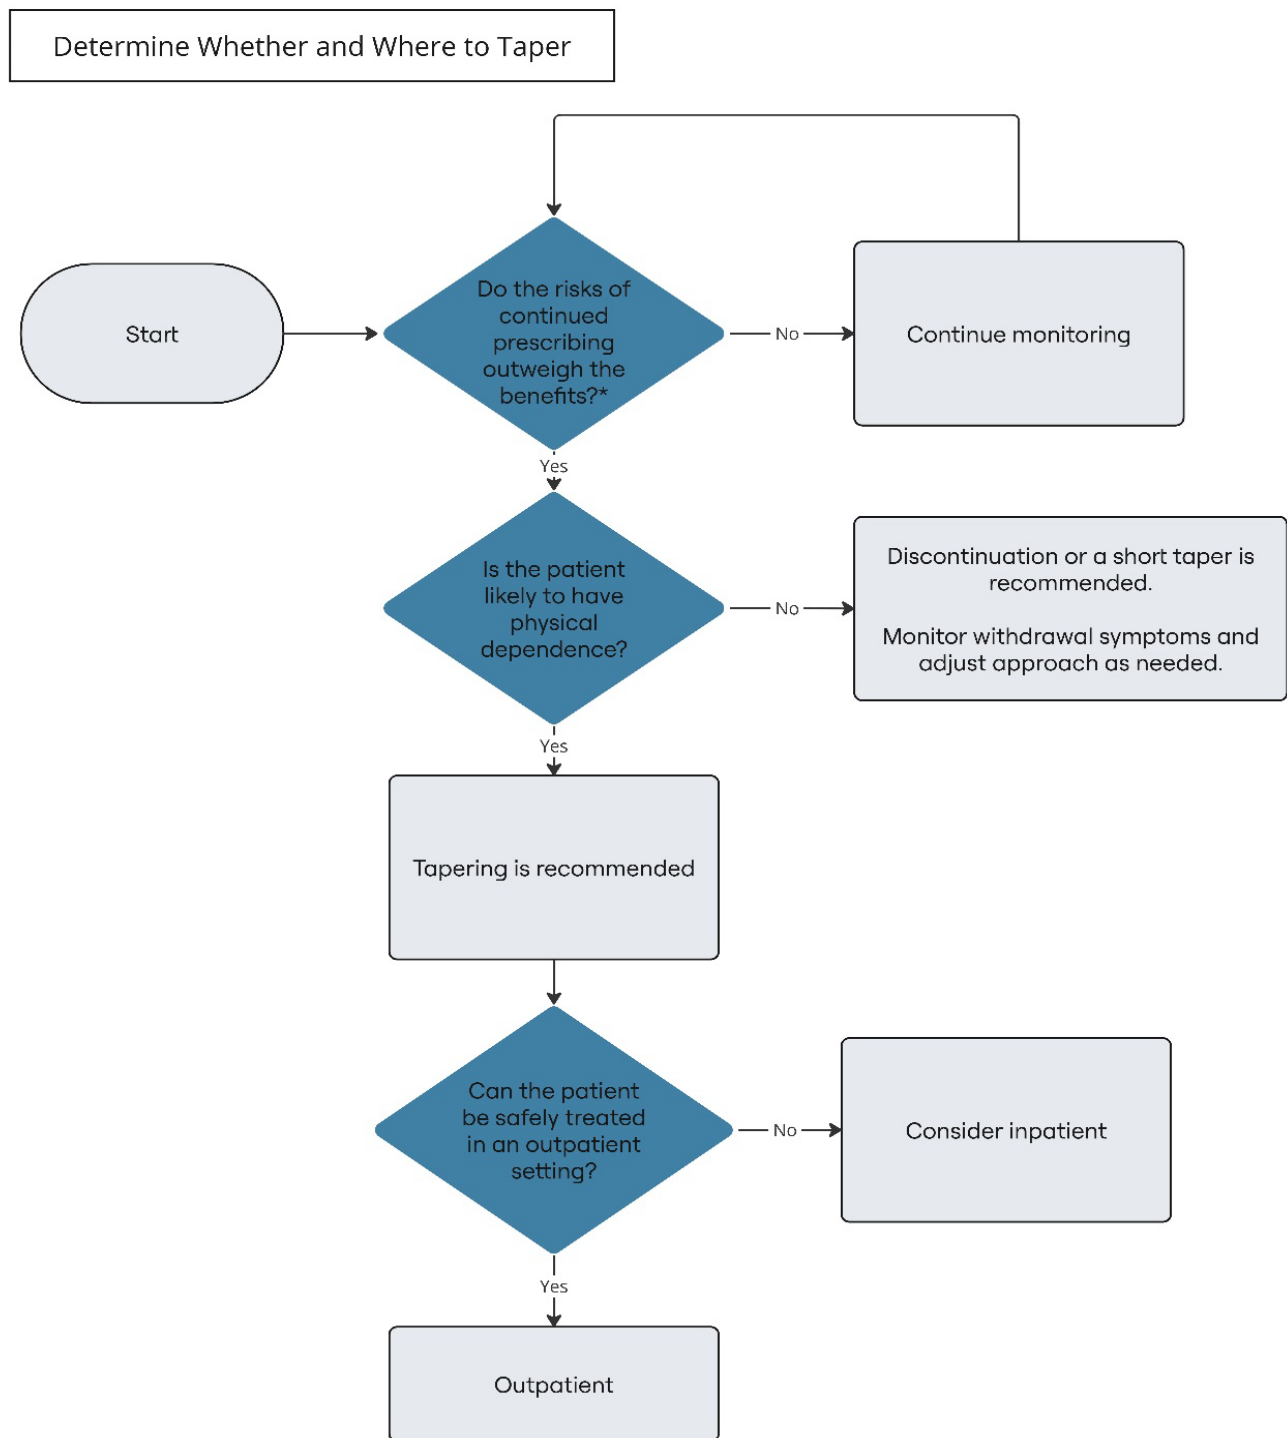 Determine Whether and Where to Taper
Start
Do the risks of
continued
prescribing
outweigh the
benefits?*
No
Continue monitoring
Yes
Is the patient
likely to have
physical
dependence?
No
Discontinuation or a short taper is
recommended.
Monitor withdrawal symptoms and
adjust approach as needed.
Yes
Tapering is recommended
Can the patient
be safely treated
in an outpatient
setting?
No
Consider inpatient
Yes
Outpatient